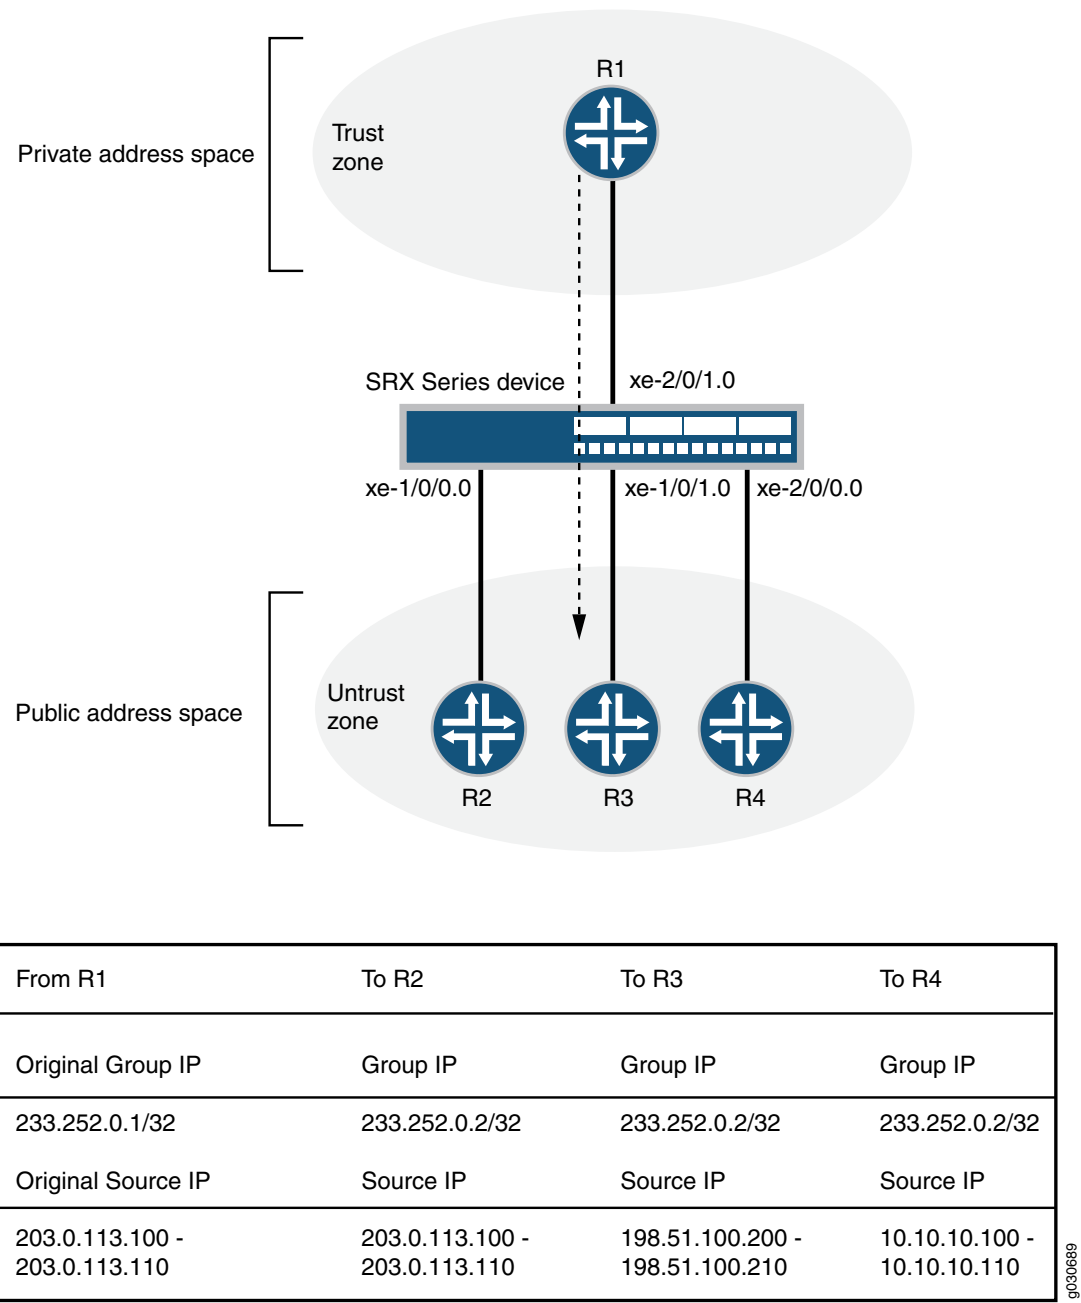 R1
Trust
zone
Private address space
SRX Series device
xe-2/0/1.0
xe-1/0/0.0
xe-1/0/1.0
xe-2/0/0.0
Untrust
zone
Public address space
R2
R3
R4
From R1 To R2 To R3 To R4
Original Group IP Group IP Group IP Group IP
233.252.0.1/32 233.252.0.2/32 233.252.0.2/32 233.252.0.2/32
Original Source IP Source IP Source IP Source IP
203.0.113.100 - 203.0.113.100 - 198.51.100.200 - 10.10.10.100 -
203.0.113.110 203.0.113.110 198.51.100.210 10.10.10.110
g030689